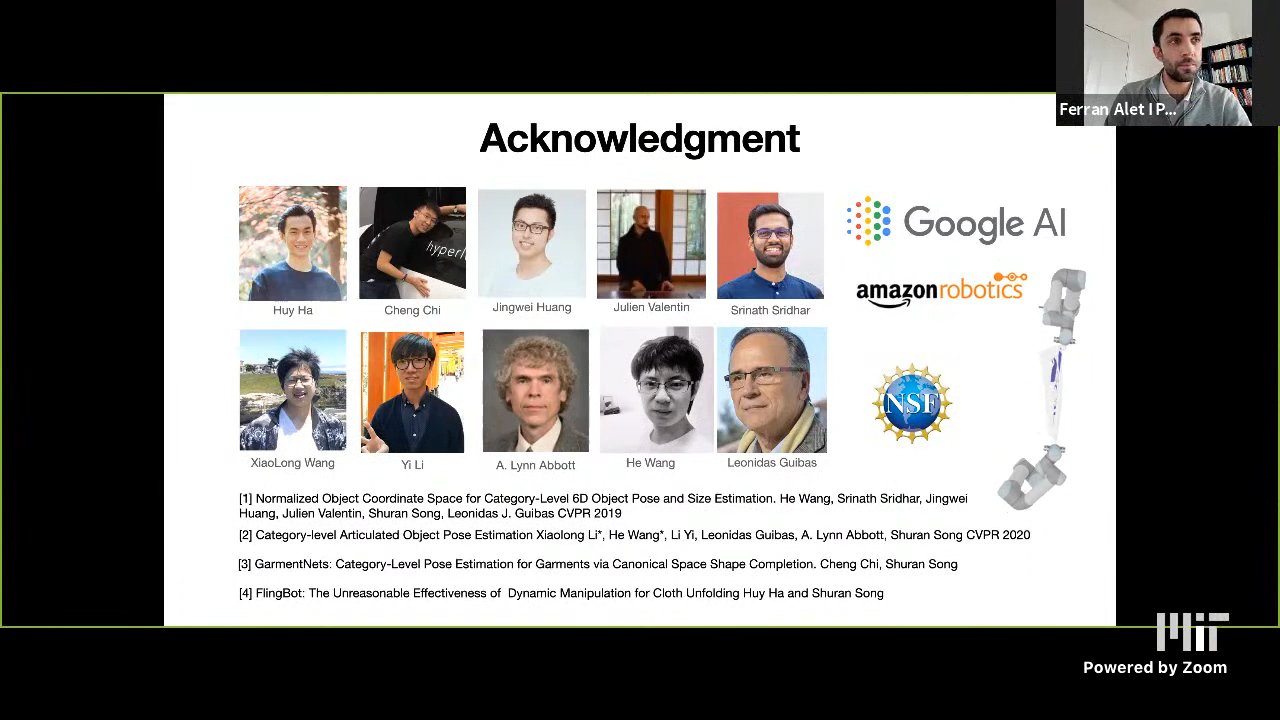 Ferran Alet I P...
Acknowledgment
hyperl
Google AI
amazonrobotics
Huy Ha
Cheng Chi
Jingwei Huang
Julien Valentin
Srinath Sridhar
NSF
XiaoLong Wang
Yi Li
A. Lynn Abbott
He Wang
Leonidas Guibas
[1] Normalized Object Coordinate Space for Category-Level 6D Object Pose and Size Estimation. He Wang, Srinath Sridhar, Jingwei
Huang, Julien Valentin, Shuran Song, Leonidas J. Guibas CVPR 2019
[2] Category-level Articulated Object Pose Estimation Xiaolong Li*, He Wang*, Li Yi, Leonidas Guibas, A. Lynn Abbott, Shuran Song CVPR 2020
[3] GarmentNets: Category-Level Pose Estimation for Garments via Canonical Space Shape Completion. Cheng Chi, Shuran Song
[4] FlingBot: The Unreasonable Effectiveness of Dynamic Manipulation for Cloth Unfolding Huy Ha and Shuran Song
MIT
Powered by Zoom